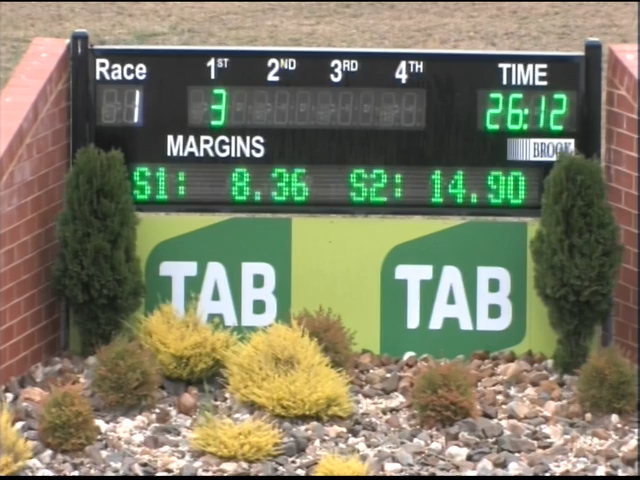 Race 1ST 2ND 3RD 4TH TIME
1 3 26:12
MARGINS BROOK
S1: 8.36 S2: 14.90
TAB TAB